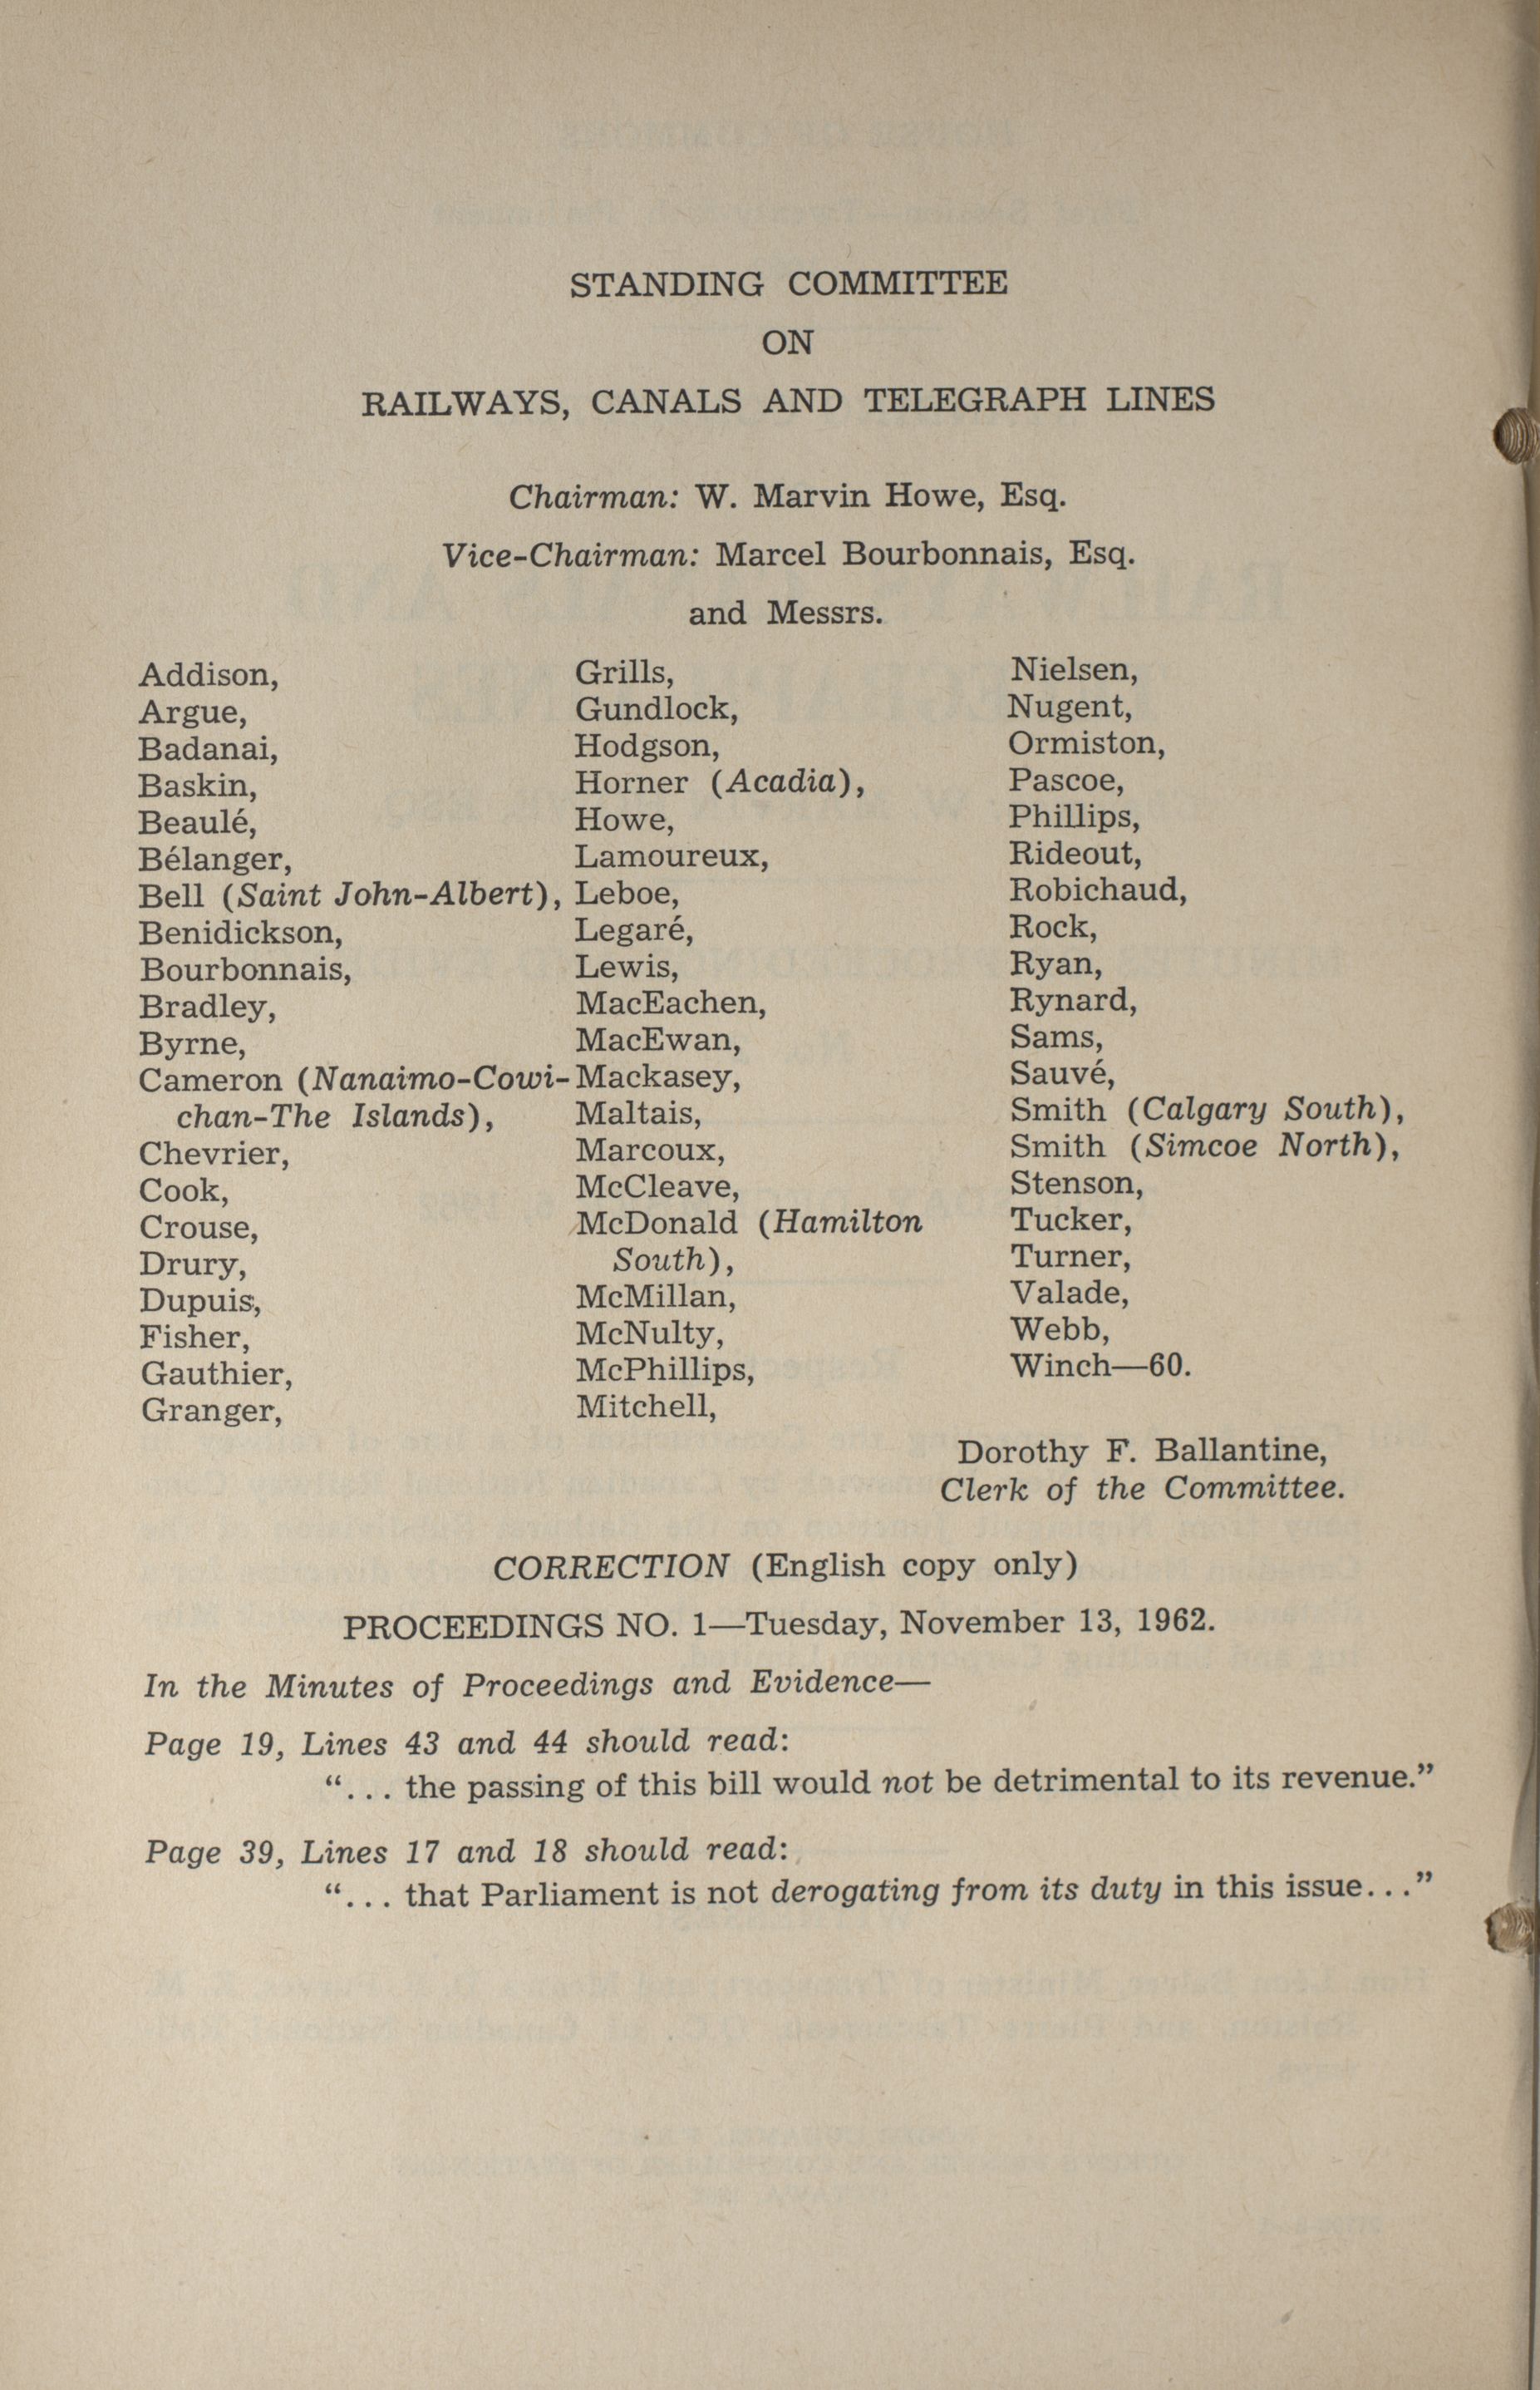 STANDING COMMITTEE
ON
RAILWAYS, CANALS AND TELEGRAPH LINES
Chairman: W. Marvin Howe, Esq.
Vice-Chairman: Marcel Bourbonnais, Esq.
and Messrs.
Addison,
Argue,
Badanai,
Baskin,
Beaulé,
Bélanger,
Bell (Saint John-Albert),
Benidickson,
Bourbonnais,
Bradley,
Byrne,
Cameron (Nanaimo-Cowi-
chan-The Islands),
Chevrier,
Cook,
Crouse,
Drury,
Dupuis,
Fisher,
Gauthier,
Granger,
Grills,
Gundlock,
Hodgson,
Horner (Acadia),
Howe,
Lamoureux,
Leboe,
Legaré,
Lewis,
MacEachen,
MacEwan,
Mackasey,
Maltais,
Marcoux,
McCleave,
McDonald (Hamilton
South),
McMillan,
McNulty,
McPhillips,
Mitchell,
Nielsen,
Nugent,
Ormiston,
Pascoe,
Phillips,
Rideout,
Robichaud,
Rock,
Ryan,
Rynard,
Sams,
Sauvé,
Smith (Calgary South),
Smith (Simcoe North),
Stenson,
Tucker,
Turner,
Valade,
Webb,
Winch—60.
Dorothy F. Ballantine,
Clerk of the Committee.
CORRECTION (English copy only)
PROCEEDINGS NO. 1—Tuesday, November 13, 1962.
In the Minutes of Proceedings and Evidence—
Page 19, Lines 43 and 44 should read:
“... the passing of this bill would not be detrimental to its revenue.”
Page 39, Lines 17 and 18 should read:
“... that Parliament is not derogating from its duty in this issue...”